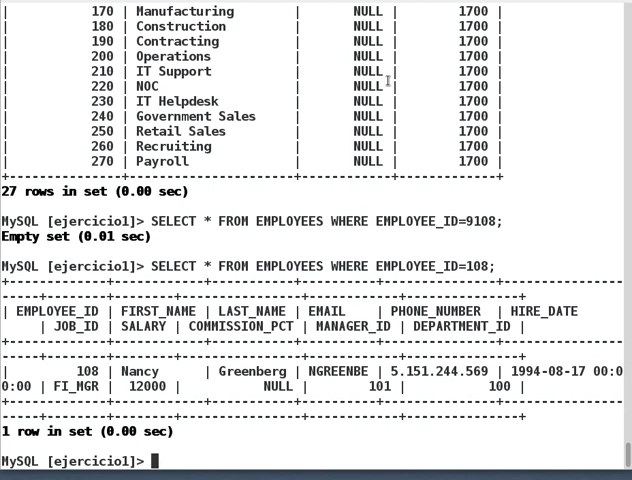 |           170 | Manufacturing        |       NULL |        1700 |
|           180 | Construction         |       NULL |        1700 |
|           190 | Contracting          |       NULL |        1700 |
|           200 | Operations           |       NULL |        1700 |
|           210 | IT Support           |       NULL |        1700 |
|           220 | NOC                  |       NULL |        1700 |
|           230 | IT Helpdesk          |       NULL |        1700 |
|           240 | Government Sales     |       NULL |        1700 |
|           250 | Retail Sales         |       NULL |        1700 |
|           260 | Recruiting           |       NULL |        1700 |
|           270 | Payroll              |       NULL |        1700 |
+---------------+----------------------+------------+-------------+
27 rows in set (0.00 sec)
MySQL [ejercicio1]> SELECT * FROM EMPLOYEES WHERE EMPLOYEE_ID=9108;
Empty set (0.01 sec)
MySQL [ejercicio1]> SELECT * FROM EMPLOYEES WHERE EMPLOYEE_ID=108;
+-------------+------------+-----------+----------+---------------+----------------
-----+--------+--------+----------------+------------+---------------+
| EMPLOYEE_ID | FIRST_NAME | LAST_NAME | EMAIL    | PHONE_NUMBER  | HIRE_DATE
     | JOB_ID | SALARY | COMMISSION_PCT | MANAGER_ID | DEPARTMENT_ID |
+-------------+------------+-----------+----------+---------------+----------------
-----+--------+--------+----------------+------------+---------------+
|         108 | Nancy      | Greenberg | NGREENBE | 5.151.244.569 | 1994-08-17 00:0
0:00 | FI_MGR |  12000 |           NULL |        101 |           100 |
+-------------+------------+-----------+----------+---------------+----------------
-----+--------+--------+----------------+------------+---------------+
1 row in set (0.00 sec)
MySQL [ejercicio1]>